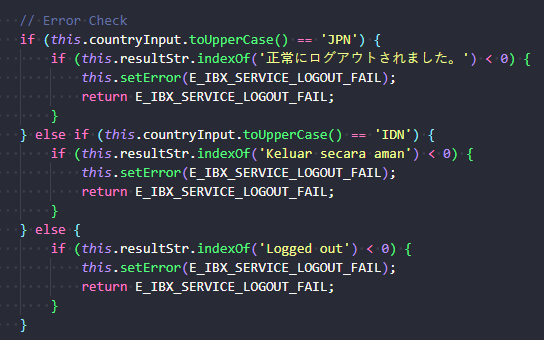 // Error Check
if (this.countryInput.toUpperCase() == 'JPN') {
if (this.resultStr.indexOf('正常にログアウトされました。') < 0) {
this.setError(E_IBX_SERVICE_LOGOUT_FAIL);
return E_IBX_SERVICE_LOGOUT_FAIL;
}
} else if (this.countryInput.toUpperCase() == 'IDN') {
if (this.resultStr.indexOf('Keluar secara aman') < 0) {
this.setError(E_IBX_SERVICE_LOGOUT_FAIL);
return E_IBX_SERVICE_LOGOUT_FAIL;
}
} else {
if (this.resultStr.indexOf('Logged out') < 0) {
this.setError(E_IBX_SERVICE_LOGOUT_FAIL);
return E_IBX_SERVICE_LOGOUT_FAIL;
}
}